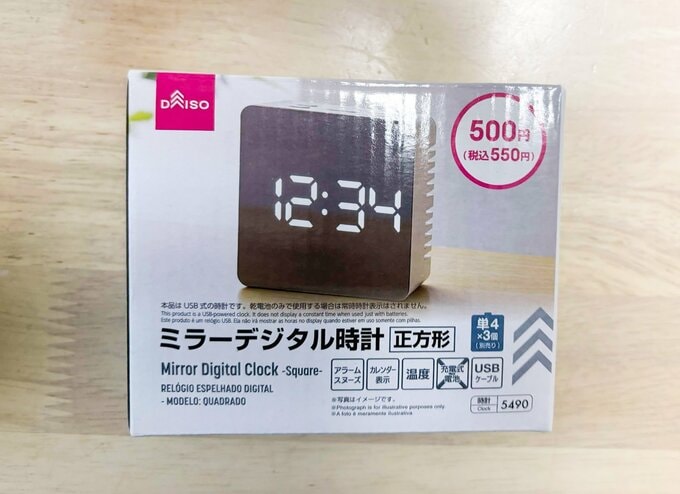 DAISO
500円
(税込550円)
12:34
本品は USB 式の時計です。乾電池のみで使用する場合は常時時計表示はされません。
This product is a USB-powered clock. It does not display a constant time when used just with batteries.
Este produto é um relógio USB. Ela não irá mostrar as horas no display quando estiver em uso somente com pilhas.
ミラーデジタル時計 正方形
単4
×3個
(別売り)
Mirror Digital Clock -Square-
RELÓGIO ESPELHADO DIGITAL
- MODELO: QUADRADO
アラーム
スヌーズ
カレンダー
表示
温度
充電式
電池
USB
ケーブル
※写真はイメージです。
※Photograph is for illustrative purposes only.
※A foto é meramente ilustrativa
時計
Clock
5490